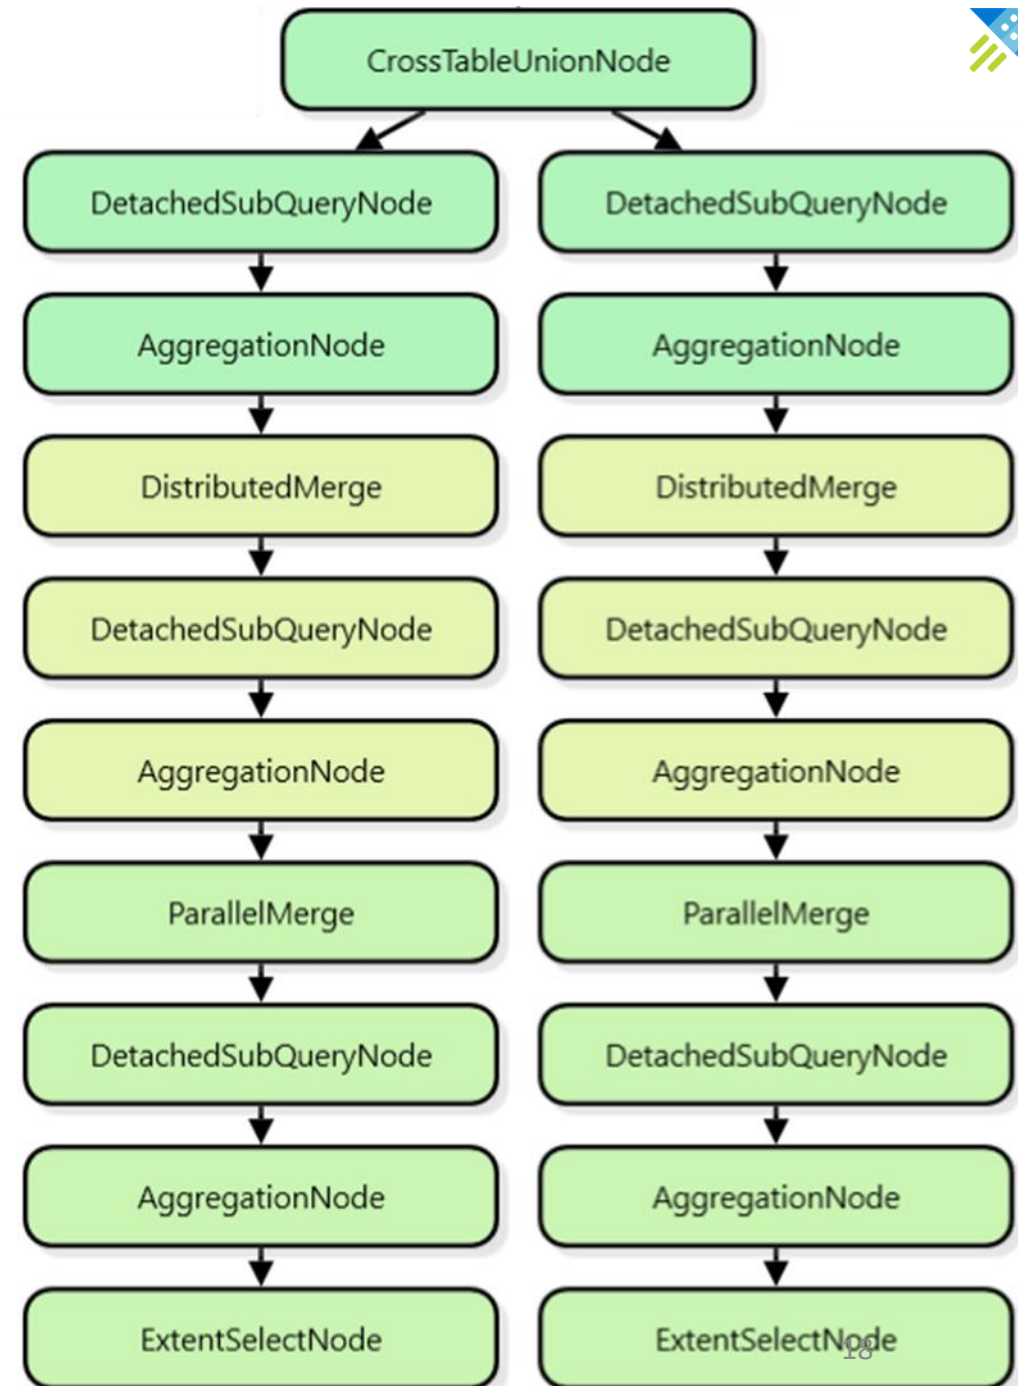 CrossTableUnionNode
DetachedSubQueryNode DetachedSubQueryNode
AggregationNode AggregationNode
DistributedMerge DistributedMerge
DetachedSubQueryNode DetachedSubQueryNode
AggregationNode AggregationNode
ParallelMerge ParallelMerge
DetachedSubQueryNode DetachedSubQueryNode
AggregationNode AggregationNode
ExtentSelectNode ExtentSelectNode
18